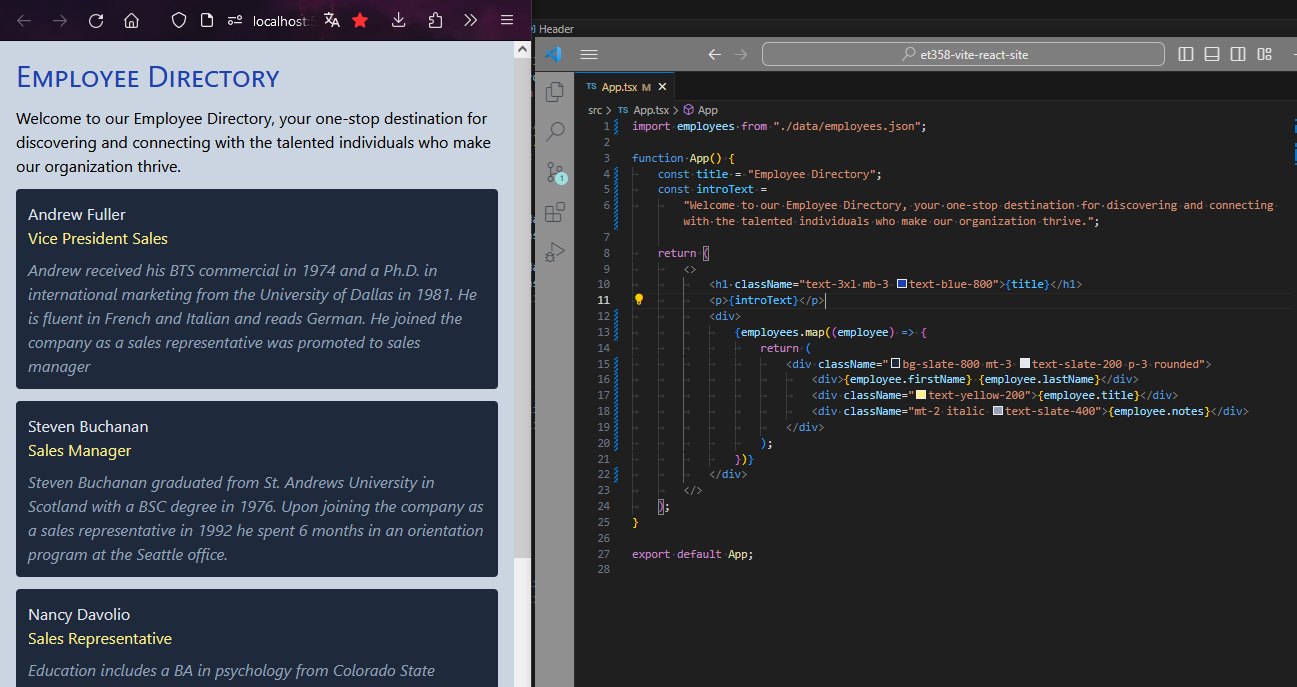 localhost:5
Employee Directory
Welcome to our Employee Directory, your one-stop destination for
discovering and connecting with the talented individuals who make
our organization thrive.
Andrew Fuller
Vice President Sales
Andrew received his BTS commercial in 1974 and a Ph.D. in
international marketing from the University of Dallas in 1981. He
is fluent in French and Italian and reads German. He joined the
company as a sales representative was promoted to sales
manager
Steven Buchanan
Sales Manager
Steven Buchanan graduated from St. Andrews University in
Scotland with a BSC degree in 1976. Upon joining the company as
a sales representative in 1992 he spent 6 months in an orientation
program at the Seattle office.
Nancy Davolio
Sales Representative
Education includes a BA in psychology from Colorado State
Header
et358-vite-react-site
1
TS App.tsx M
src > TS App.tsx > App
1 import employees from "./data/employees.json";
2
3 function App() {
4 const title = "Employee Directory";
5 const introText =
6 "Welcome to our Employee Directory, your one-stop destination for discovering and connecting
with the talented individuals who make our organization thrive.";
7
8 return (
9 <>
10 <h1 className="text-3xl mb-3 text-blue-800">{title}</h1>
11 <p>{introText}</p>
12 <div>
13 {employees.map((employee) => {
14 return (
15 <div className="bg-slate-800 mt-3 text-slate-200 p-3 rounded">
16 <div>{employee.firstName} {employee.lastName}</div>
17 <div className="text-yellow-200">{employee.title}</div>
18 <div className="mt-2 italic text-slate-400">{employee.notes}</div>
19 </div>
20 );
21 })}
22 </div>
23 </>
24 );
25 }
26
27 export default App;
28